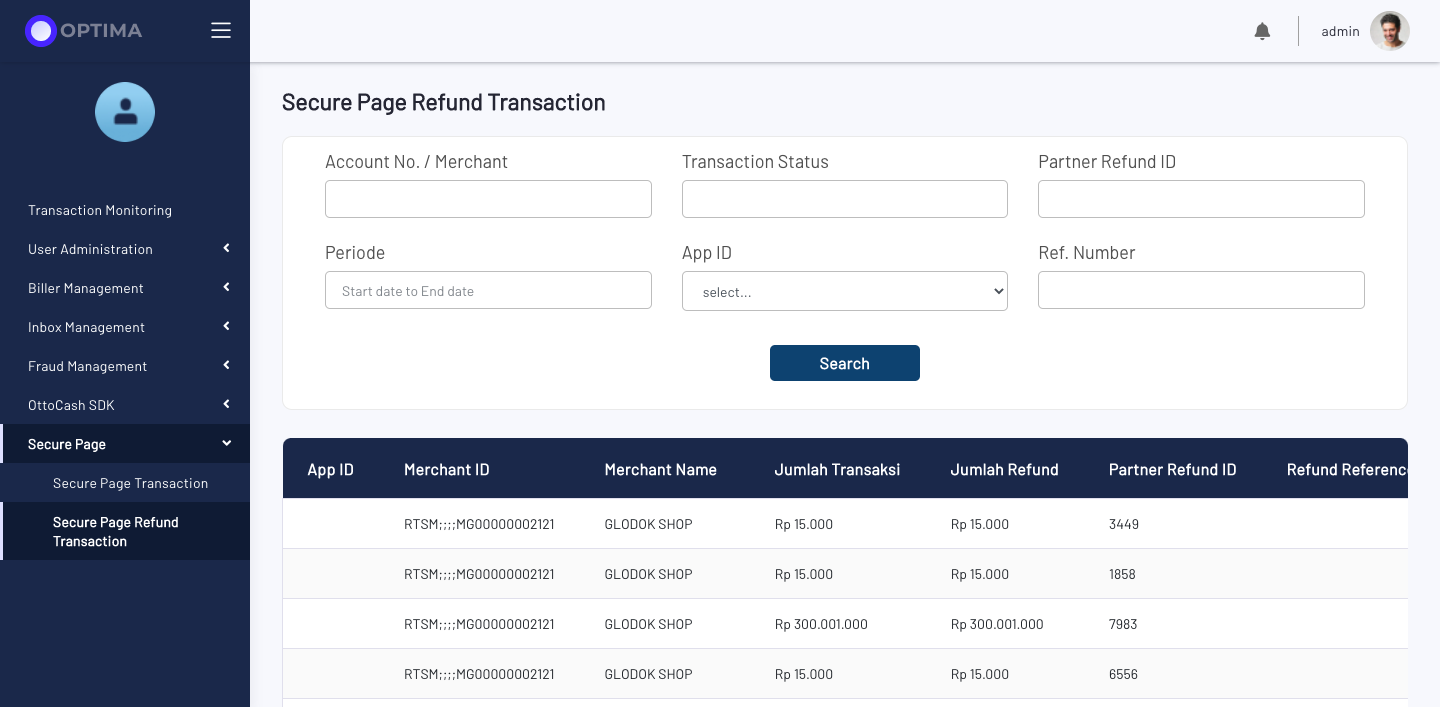 OPTIMA
admin
Transaction Monitoring
User Administration
Biller Management
Inbox Management
Fraud Management
OttoCash SDK
Secure Page
Secure Page Transaction
Secure Page Refund
Transaction
Secure Page Refund Transaction
Account No. / Merchant
Transaction Status
Partner Refund ID
Periode
App ID
Ref. Number
Start date to End date
select...
Search
App ID Merchant ID Merchant Name Jumlah Transaksi Jumlah Refund Partner Refund ID Refund Reference
RTSM;;;;MG00000002121 GLODOK SHOP Rp 15.000 Rp 15.000 3449
RTSM;;;;MG00000002121 GLODOK SHOP Rp 15.000 Rp 15.000 1858
RTSM;;;;MG00000002121 GLODOK SHOP Rp 300.001.000 Rp 300.001.000 7983
RTSM;;;;MG00000002121 GLODOK SHOP Rp 15.000 Rp 15.000 6556